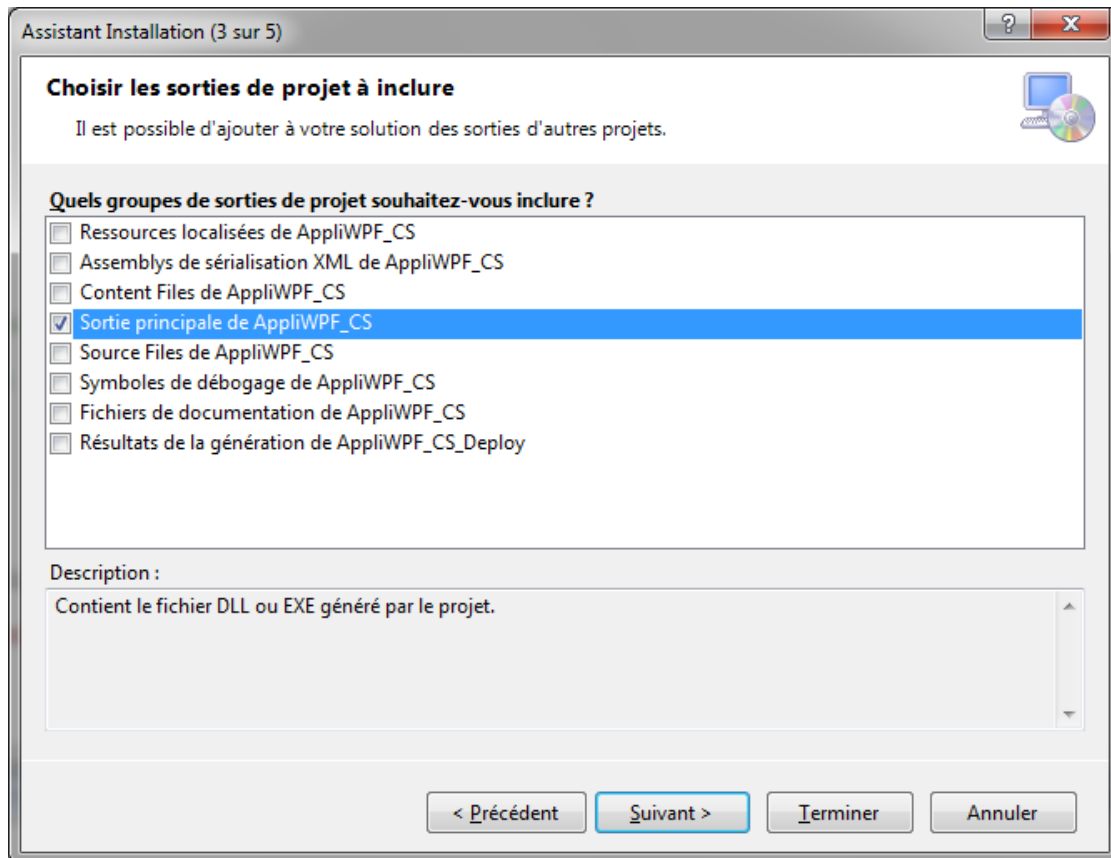 Assistant Installation (3 sur 5)
Choisir les sorties de projet à inclure
Il est possible d'ajouter à votre solution des sorties d'autres projets.
Quels groupes de sorties de projet souhaitez-vous inclure ?
Ressources localisées de AppliWPF_CS
Assemblys de sérialisation XML de AppliWPF_CS
Content Files de AppliWPF_CS
Sortie principale de AppliWPF_CS
Source Files de AppliWPF_CS
Symboles de débogage de AppliWPF_CS
Fichiers de documentation de AppliWPF_CS
Résultats de la génération de AppliWPF_CS_Deploy
Description :
Contient le fichier DLL ou EXE généré par le projet.
< Précédent Suivant > Terminer Annuler